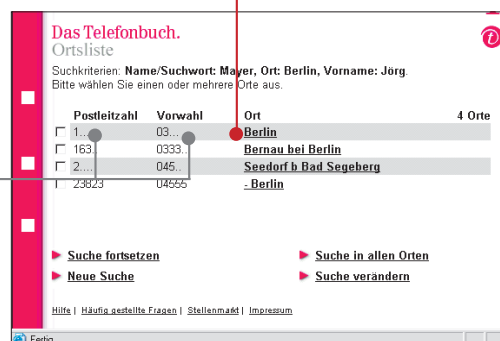 Das Telefonbuch.
Ortsliste
Suchkriterien: Name/Suchwort: Mayer, Ort: Berlin, Vorname: Jörg.
Bitte wählen Sie einen oder mehrere Orte aus.
Postleitzahl Vorwahl Ort 4 Orte
1... 03... Berlin
163.. 0333.. Bernau bei Berlin
2.... 045.. Seedorf b Bad Segeberg
23823 04555 - Berlin
Suche fortsetzen Suche in allen Orten
Neue Suche Suche verändern
Hilfe | Häufig gestellte Fragen | Stellenmarkt | Impressum
Fertig